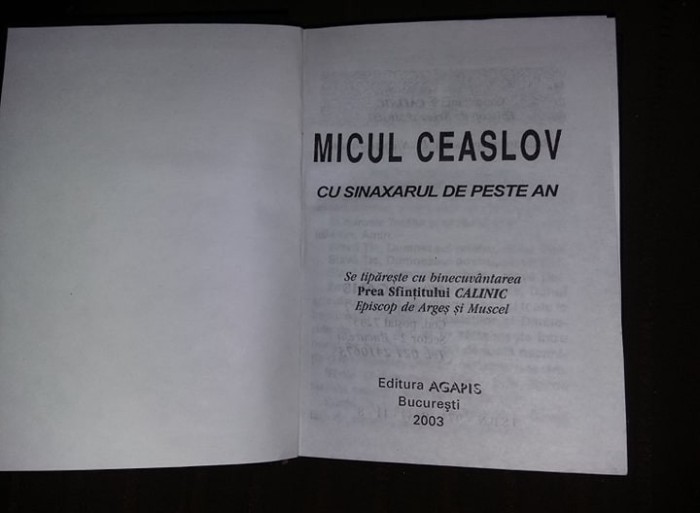 MICUL CEASLOV
CU SINAXARUL DE PESTE AN
Se tipărește cu binecuvântarea
Prea Sfințitului CALINIC
Episcop de Argeș și Muscel
Editura AGAPIS
București
2003